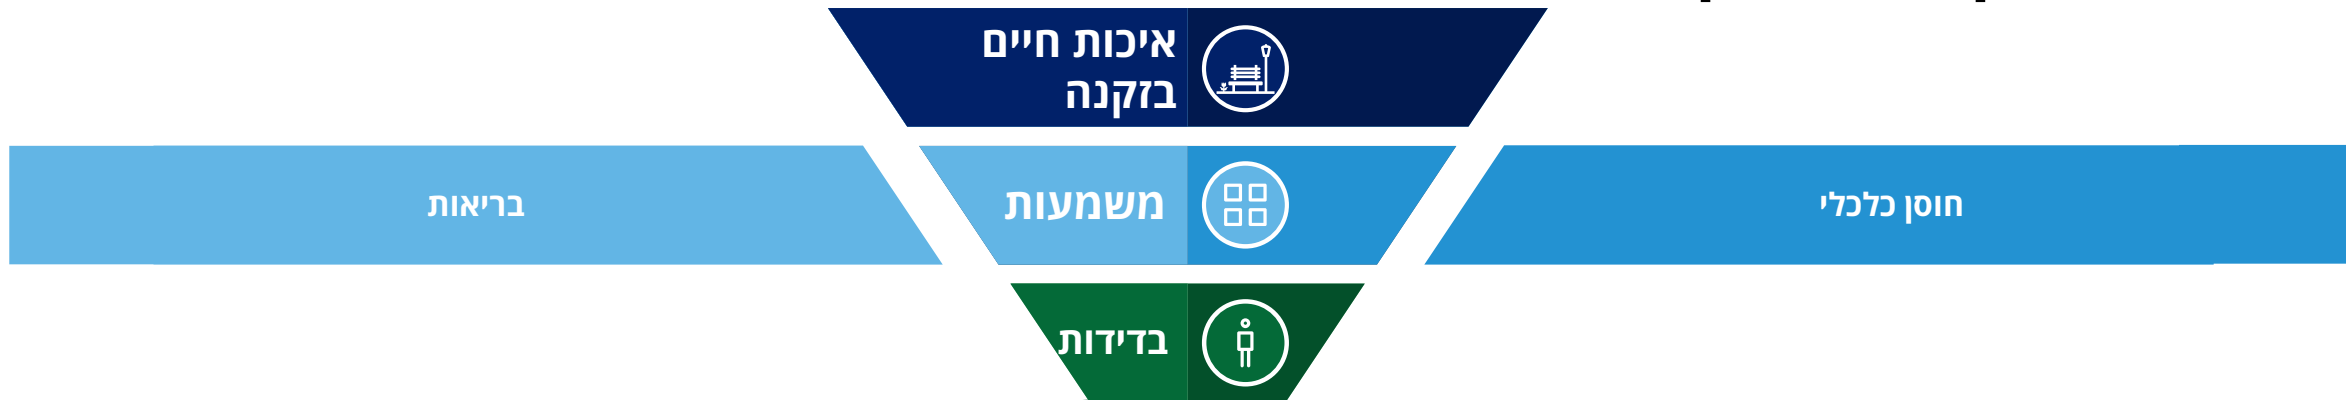 איכות חיים
בזקנה
חוסן כלכלי
משמעות
בריאות
בדידות